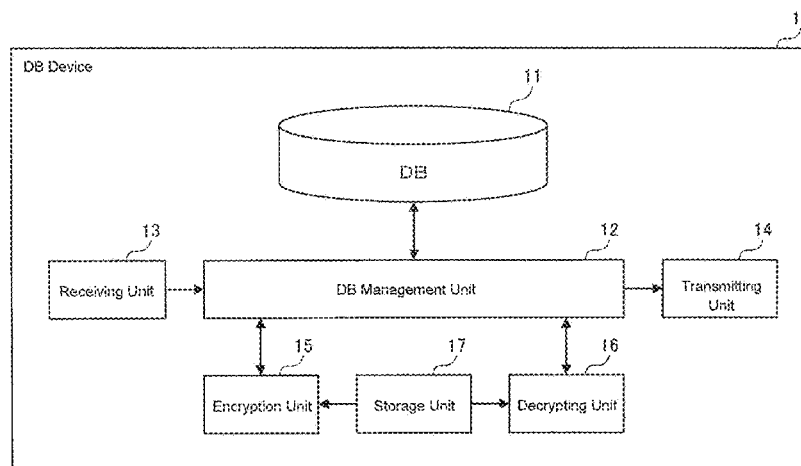 1
DB Device
11
DB
13
12
14
Receiving Unit
DB Management Unit
Transmitting
Unit
15
17
16
Encryption Unit
Storage Unit
Decrypting Unit